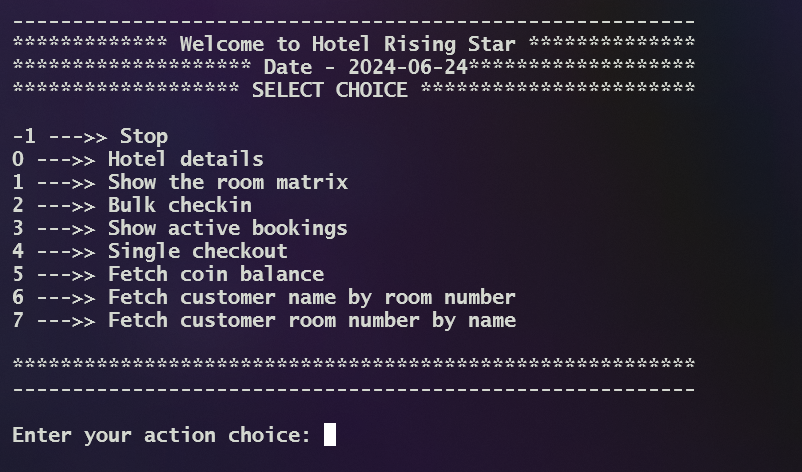 ---------------------------------------------------------
************* Welcome to Hotel Rising Star **************
******************** Date - 2024-06-24*******************
******************* SELECT CHOICE ***********************
-1 --->> Stop
0 --->> Hotel details
1 --->> Show the room matrix
2 --->> Bulk checkin
3 --->> Show active bookings
4 --->> Single checkout
5 --->> Fetch coin balance
6 --->> Fetch customer name by room number
7 --->> Fetch customer room number by name
*********************************************************
---------------------------------------------------------
Enter your action choice: